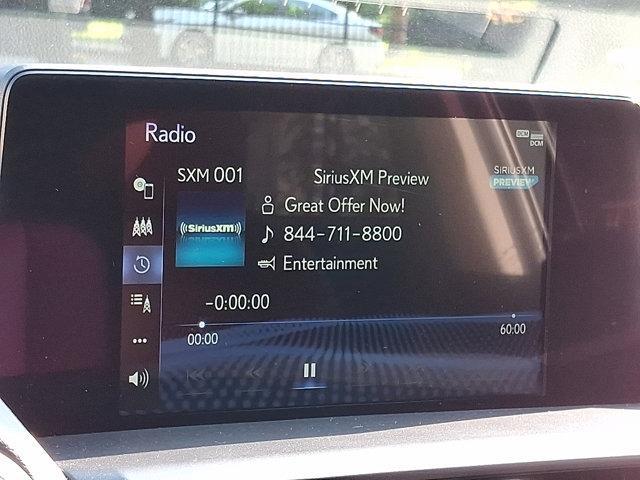 Radio
DCM
DCM
SXM 001
SiriusXM Preview
SIRIUSXM
PREVIEW
((SiriusXM))
Great Offer Now!
844-711-8800
Entertainment
-0:00:00
00:00
60:00